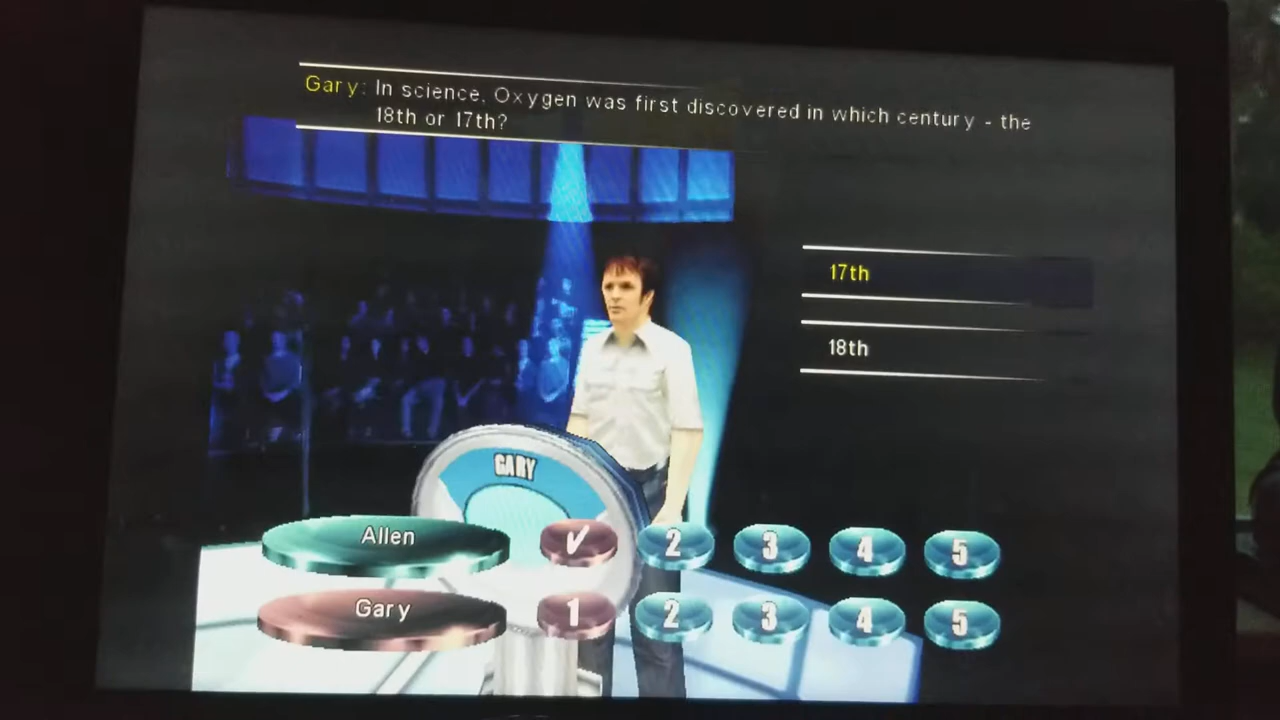 Gary: In science, Oxygen was first discovered in which century - the
18th or 17th?
17th
18th
GARY
Allen ✓ 2 3 4 5
Gary 1 2 3 4 5